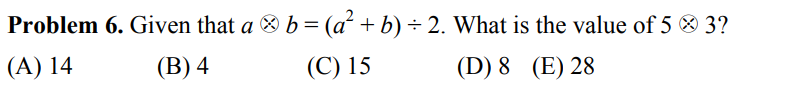 Problem 6. Given that a ⊗ b = (a² + b) ÷ 2. What is the value of 5 ⊗ 3?
(A) 14 (B) 4 (C) 15 (D) 8 (E) 28